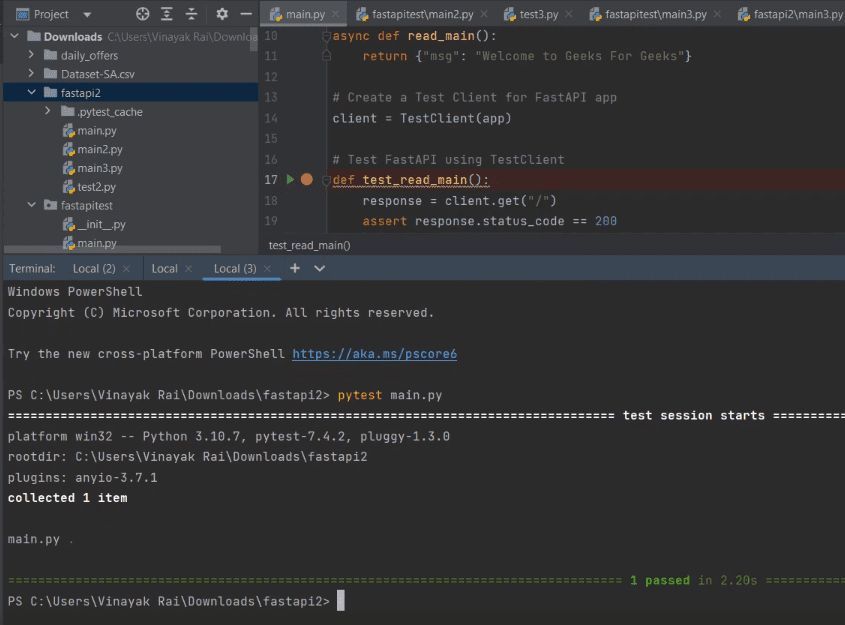 Project
main.py
fastapitest\main2.py
test3.py
fastapitest\main3.py
fastapi2\main3.py
Downloads C:\Users\Vinayak Rai\Downloa
daily_offers
Dataset-SA.csv
fastapi2
.pytest_cache
main.py
main2.py
main3.py
test2.py
fastapitest
__init__.py
main.py
10 async def read_main():
11 return {"msg": "Welcome to Geeks For Geeks"}
12
13 # Create a Test Client for FastAPI app
14 client = TestClient(app)
15
16 # Test FastAPI using TestClient
17 def test_read_main():
18 response = client.get("/")
19 assert response.status_code == 200
test_read_main()
Terminal: Local (2) × Local × Local (3) × +
Windows PowerShell
Copyright (C) Microsoft Corporation. All rights reserved.
Try the new cross-platform PowerShell https://aka.ms/pscore6
PS C:\Users\Vinayak Rai\Downloads\fastapi2> pytest main.py
================================================================================= test session starts ==========
platform win32 -- Python 3.10.7, pytest-7.4.2, pluggy-1.3.0
rootdir: C:\Users\Vinayak Rai\Downloads\fastapi2
plugins: anyio-3.7.1
collected 1 item
main.py .
================================================================================== 1 passed in 2.20s ===========
PS C:\Users\Vinayak Rai\Downloads\fastapi2>